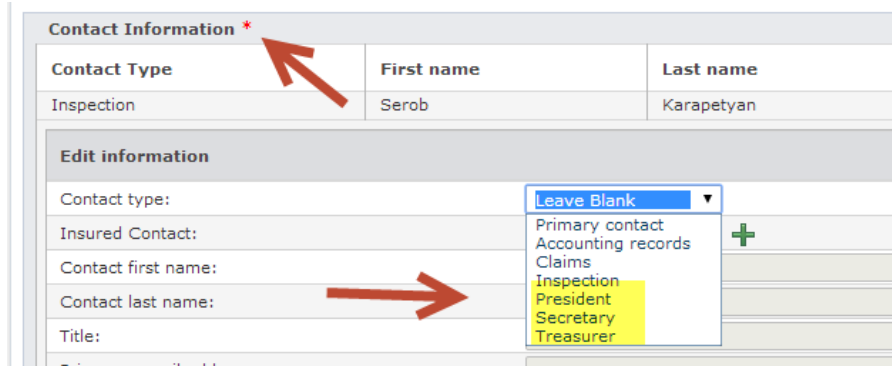 Contact Information *
Contact Type First name Last name
Inspection Serob Karapetyan
Edit information
Contact type: Leave Blank
Insured Contact:
Contact first name:
Contact last name:
Title:
Primary contact
Accounting records
Claims
Inspection
President
Secretary
Treasurer